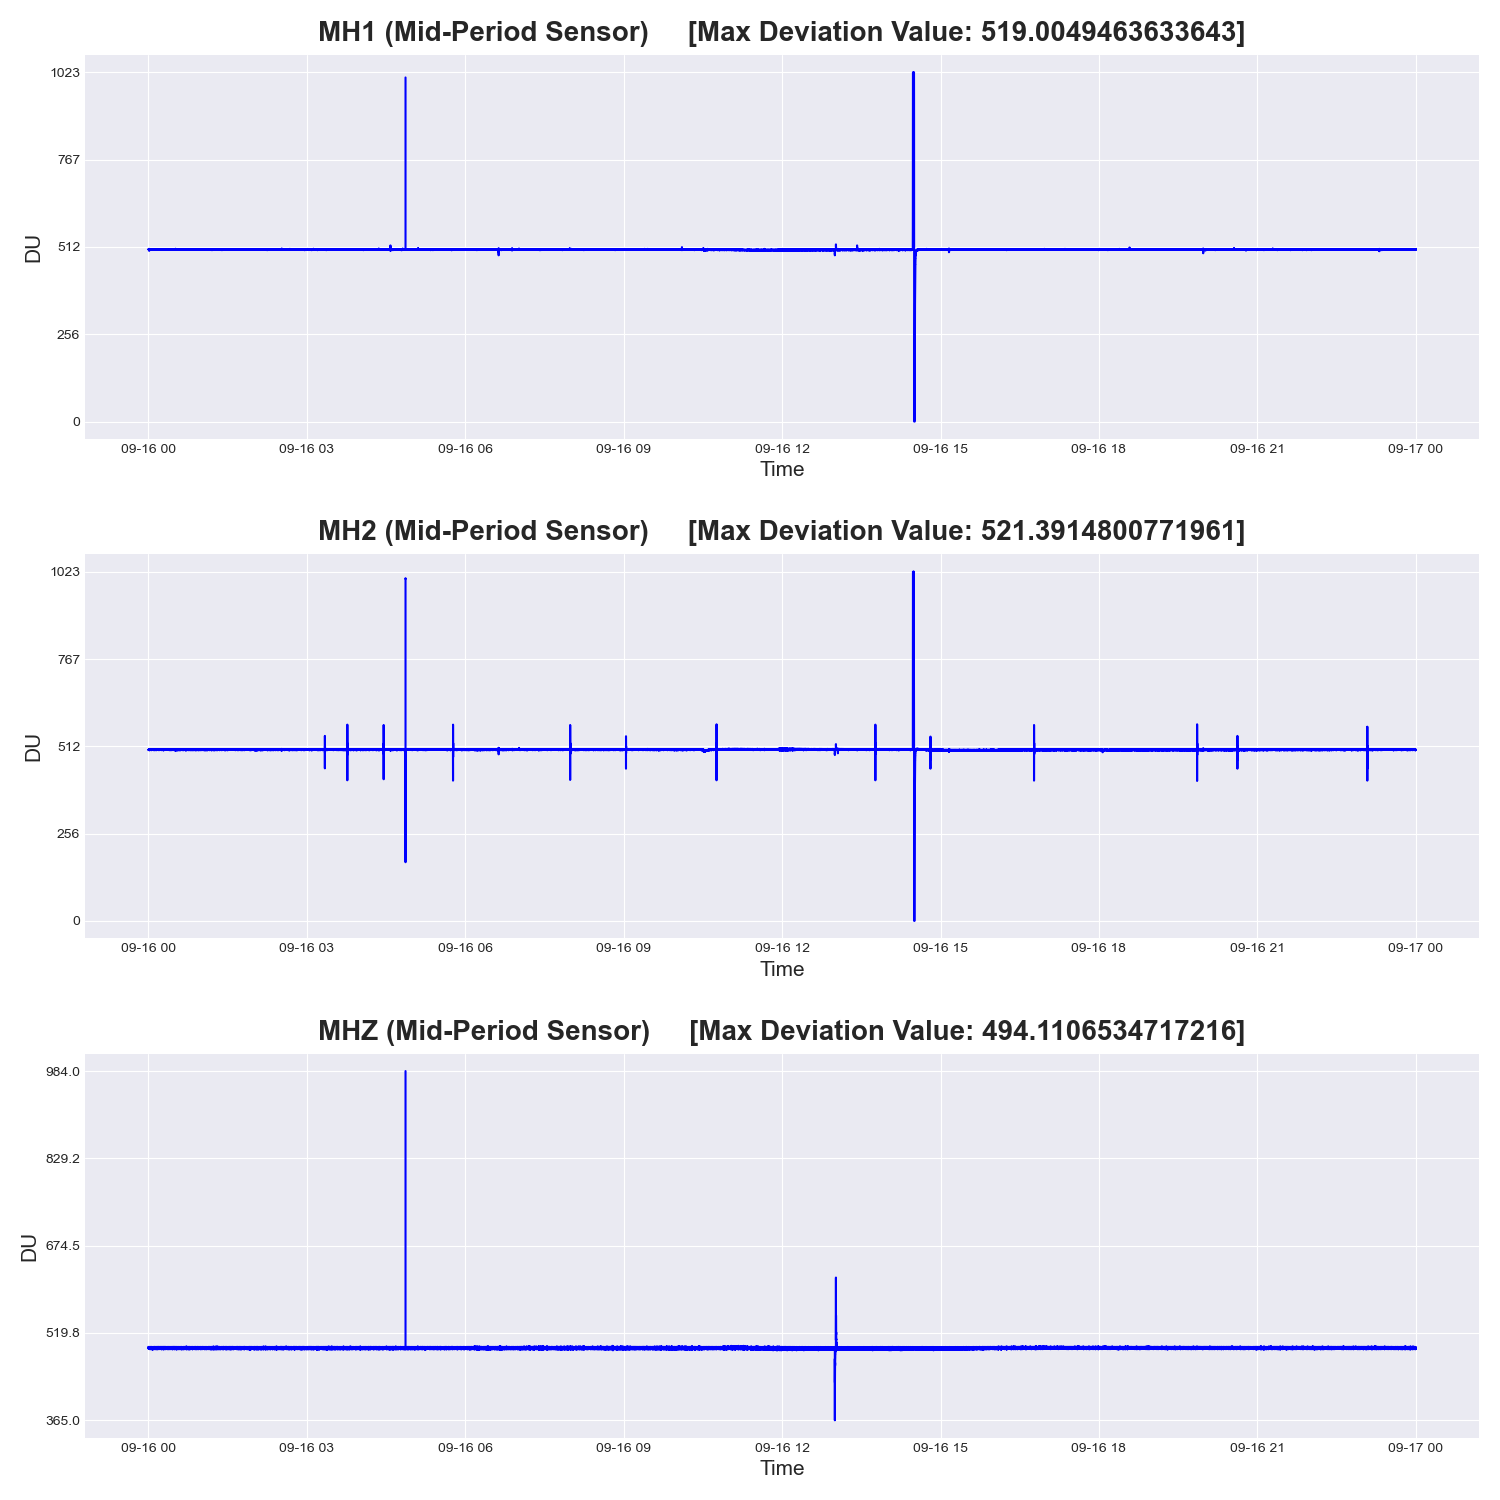 MH1 (Mid-Period Sensor) [Max Deviation Value: 519.0049463633643]
1023
767
512
256
0
DU
09-16 00 09-16 03 09-16 06 09-16 09 09-16 12 09-16 15 09-16 18 09-16 21 09-17 00
Time
MH2 (Mid-Period Sensor) [Max Deviation Value: 521.3914800771961]
1023
767
512
256
0
DU
09-16 00 09-16 03 09-16 06 09-16 09 09-16 12 09-16 15 09-16 18 09-16 21 09-17 00
Time
MHZ (Mid-Period Sensor) [Max Deviation Value: 494.1106534717216]
984.0
829.2
674.5
519.8
365.0
DU
09-16 00 09-16 03 09-16 06 09-16 09 09-16 12 09-16 15 09-16 18 09-16 21 09-17 00
Time